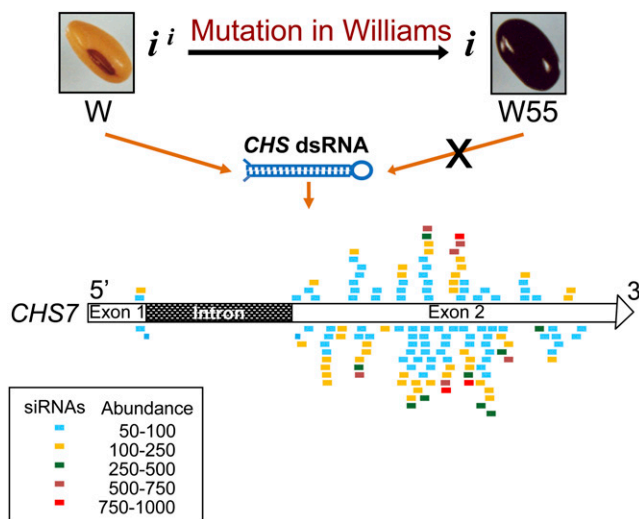 i i Mutation in Williams i
W W55
CHS dsRNA
X
5’ 3’
CHS7 Exon 1 Intron Exon 2
siRNAs Abundance
50-100
100-250
250-500
500-750
750-1000